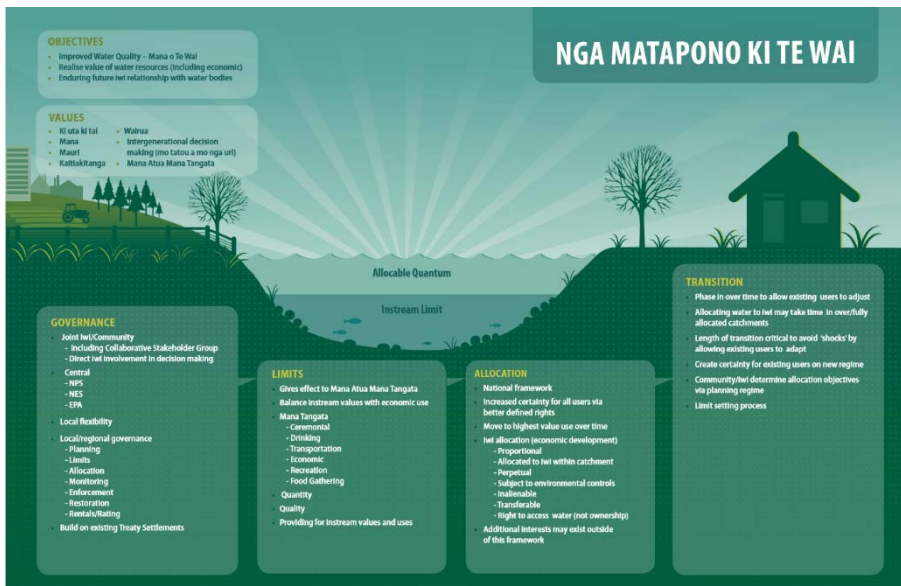 NGA MATAPONO KI TE WAI
OBJECTIVES
• Improved Water Quality – Mana o Te Wai
• Realise value of water resources (including economic)
• Enduring future iwi relationship with water bodies
VALUES
• Ki uta ki tai
• Mana
• Mauri
• Kaitiakitanga
• Wairua
• Intergenerational decision
making (mo tatou a mo nga uri)
• Mana Atua Mana Tangata
Allocable Quantum
Instream Limit
GOVERNANCE
• Joint Iwi/Community
- Including Collaborative Stakeholder Group
- Direct iwi involvement in decision making
• Central
- NPS
- NES
- EPA
• Local flexibility
• Local/regional governance
- Planning
- Limits
- Allocation
- Monitoring
- Enforcement
- Restoration
- Rentals/Rating
• Build on existing Treaty Settlements
LIMITS
• Gives effect to Mana Atua Mana Tangata
• Balance instream values with economic use
• Mana Tangata
- Ceremonial
- Drinking
- Transportation
- Economic
- Recreation
- Food Gathering
• Quantity
• Quality
• Providing for instream values and uses
ALLOCATION
• National framework
• Increased certainty for all users via
better defined rights
• Move to highest value use over time
• Iwi allocation (economic development)
- Proportional
- Allocated to iwi within catchment
- Perpetual
- Subject to environmental controls
- Inalienable
- Transferable
- Right to access water (not ownership)
• Additional interests may exist outside
of this framework
TRANSITION
• Phase in over time to allow existing users to adjust
• Allocating water to iwi may take time in over/fully
allocated catchments
• Length of transition critical to avoid 'shocks' by
allowing existing users to adapt
• Create certainty for existing users on new regime
• Community/Iwi determine allocation objectives
via planning regime
• Limit setting process